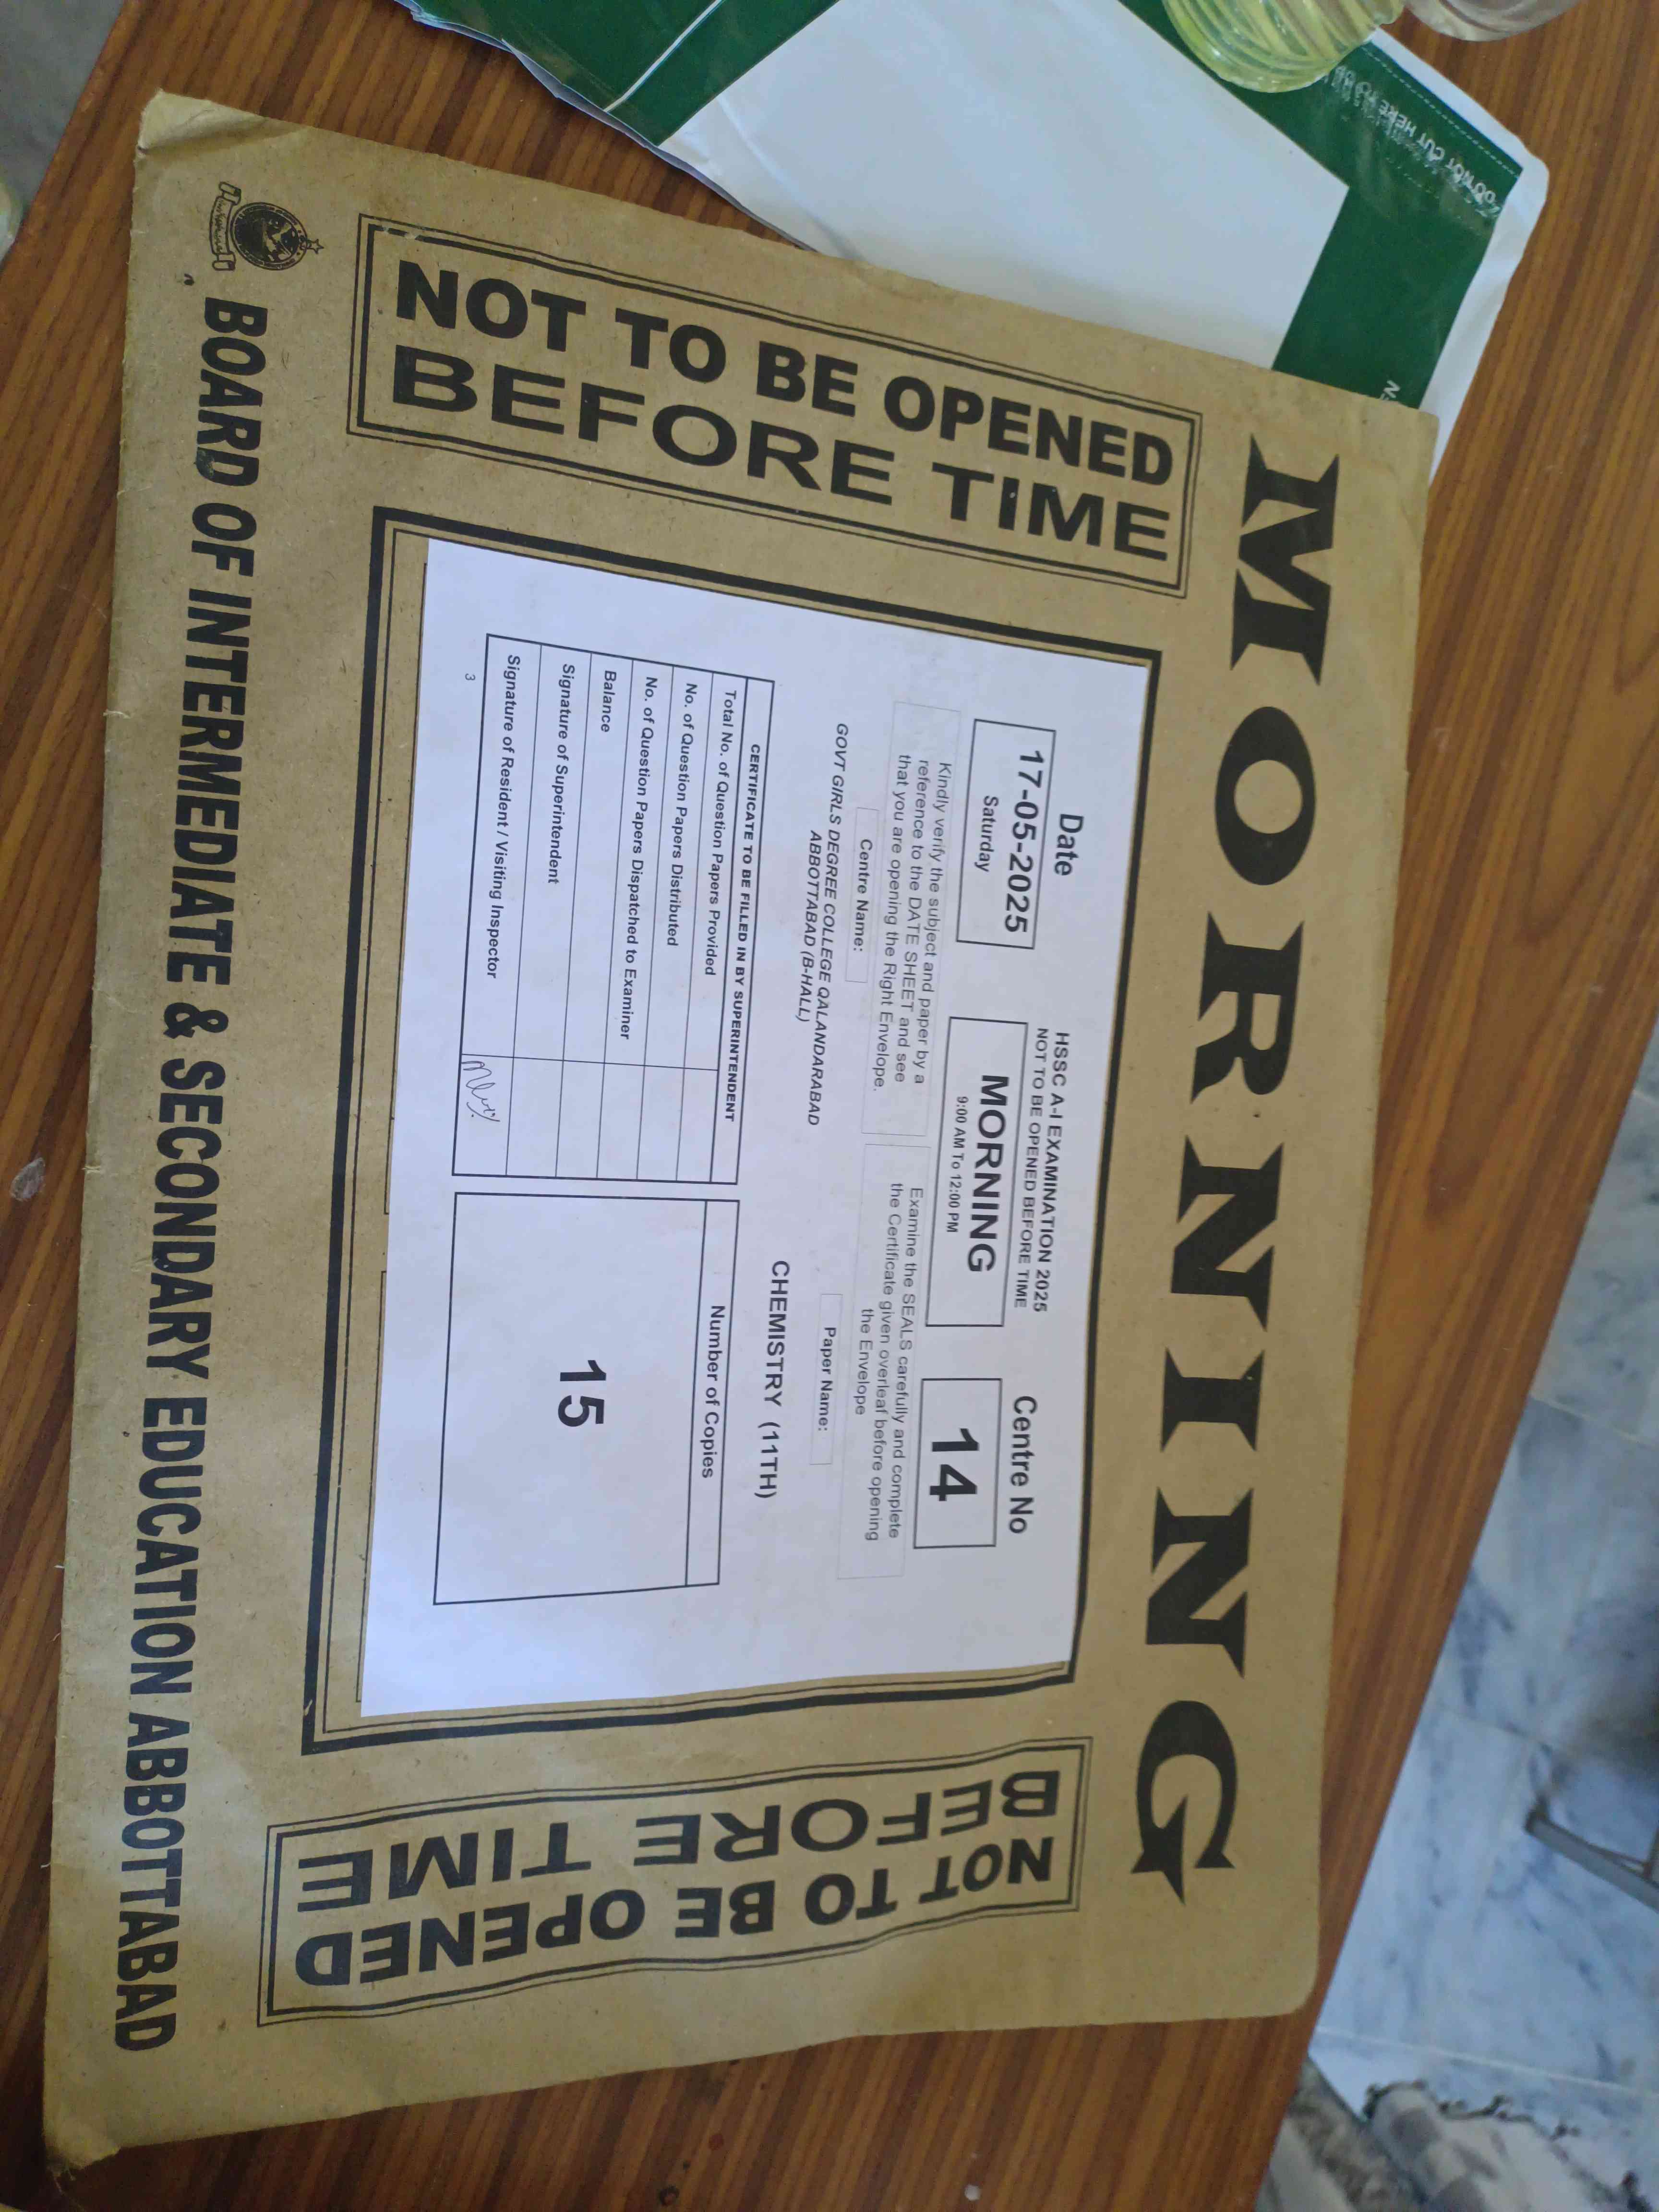 MORNING
NOT TO BE OPENED
BEFORE TIME
Date
17-05-2025
Saturday
HSSC A-I EXAMINATION 2025
NOT TO BE OPENED BEFORE TIME
MORNING
9:00 AM To 12:00 PM
Centre No
14
Kindly verify the subject and paper by a
reference to the DATE SHEET and see
that you are opening the Right Envelope.
Examine the SEALS carefully and complete
the Certificate given overleaf before opening
the Envelope
Centre Name:
GOVT GIRLS DEGREE COLLEGE QALANDARABAD
ABBOTTABAD (B-HALL)
Paper Name:
CHEMISTRY (11TH)
CERTIFICATE TO BE FILLED IN BY SUPERINTENDENT
Total No. of Question Papers Provided
No. of Question Papers Distributed
No. of Question Papers Dispatched to Examiner
Balance
Signature of Superintendent
Signature of Resident / Visiting Inspector
3
Number of Copies
15
NOT TO BE OPENED
BEFORE TIME
BOARD OF INTERMEDIATE & SECONDARY EDUCATION ABBOTTABAD
DO NOT CUT HERE